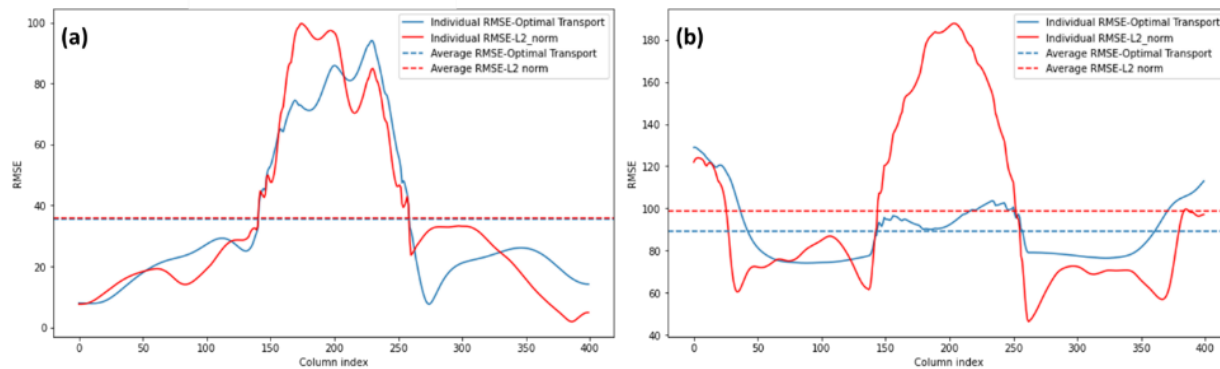 (a)
Individual RMSE-Optimal Transport
Individual RMSE-L2_norm
Average RMSE-Optimal Transport
Average RMSE-L2 norm
RMSE
100
80
60
40
20
0
0 50 100 150 200 250 300 350 400
Column index
(b)
Individual RMSE-Optimal Transport
Individual RMSE-L2_norm
Average RMSE-Optimal Transport
Average RMSE-L2 norm
RMSE
180
160
140
120
100
80
60
40
0 50 100 150 200 250 300 350 400
Column index